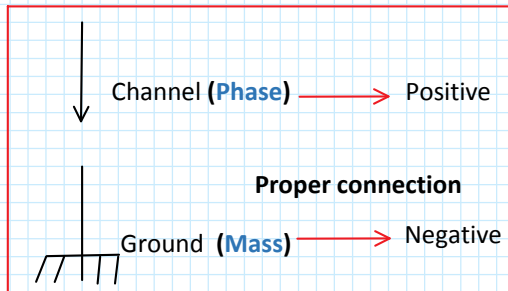 Channel (Phase) Positive
Proper connection
Ground (Mass) Negative